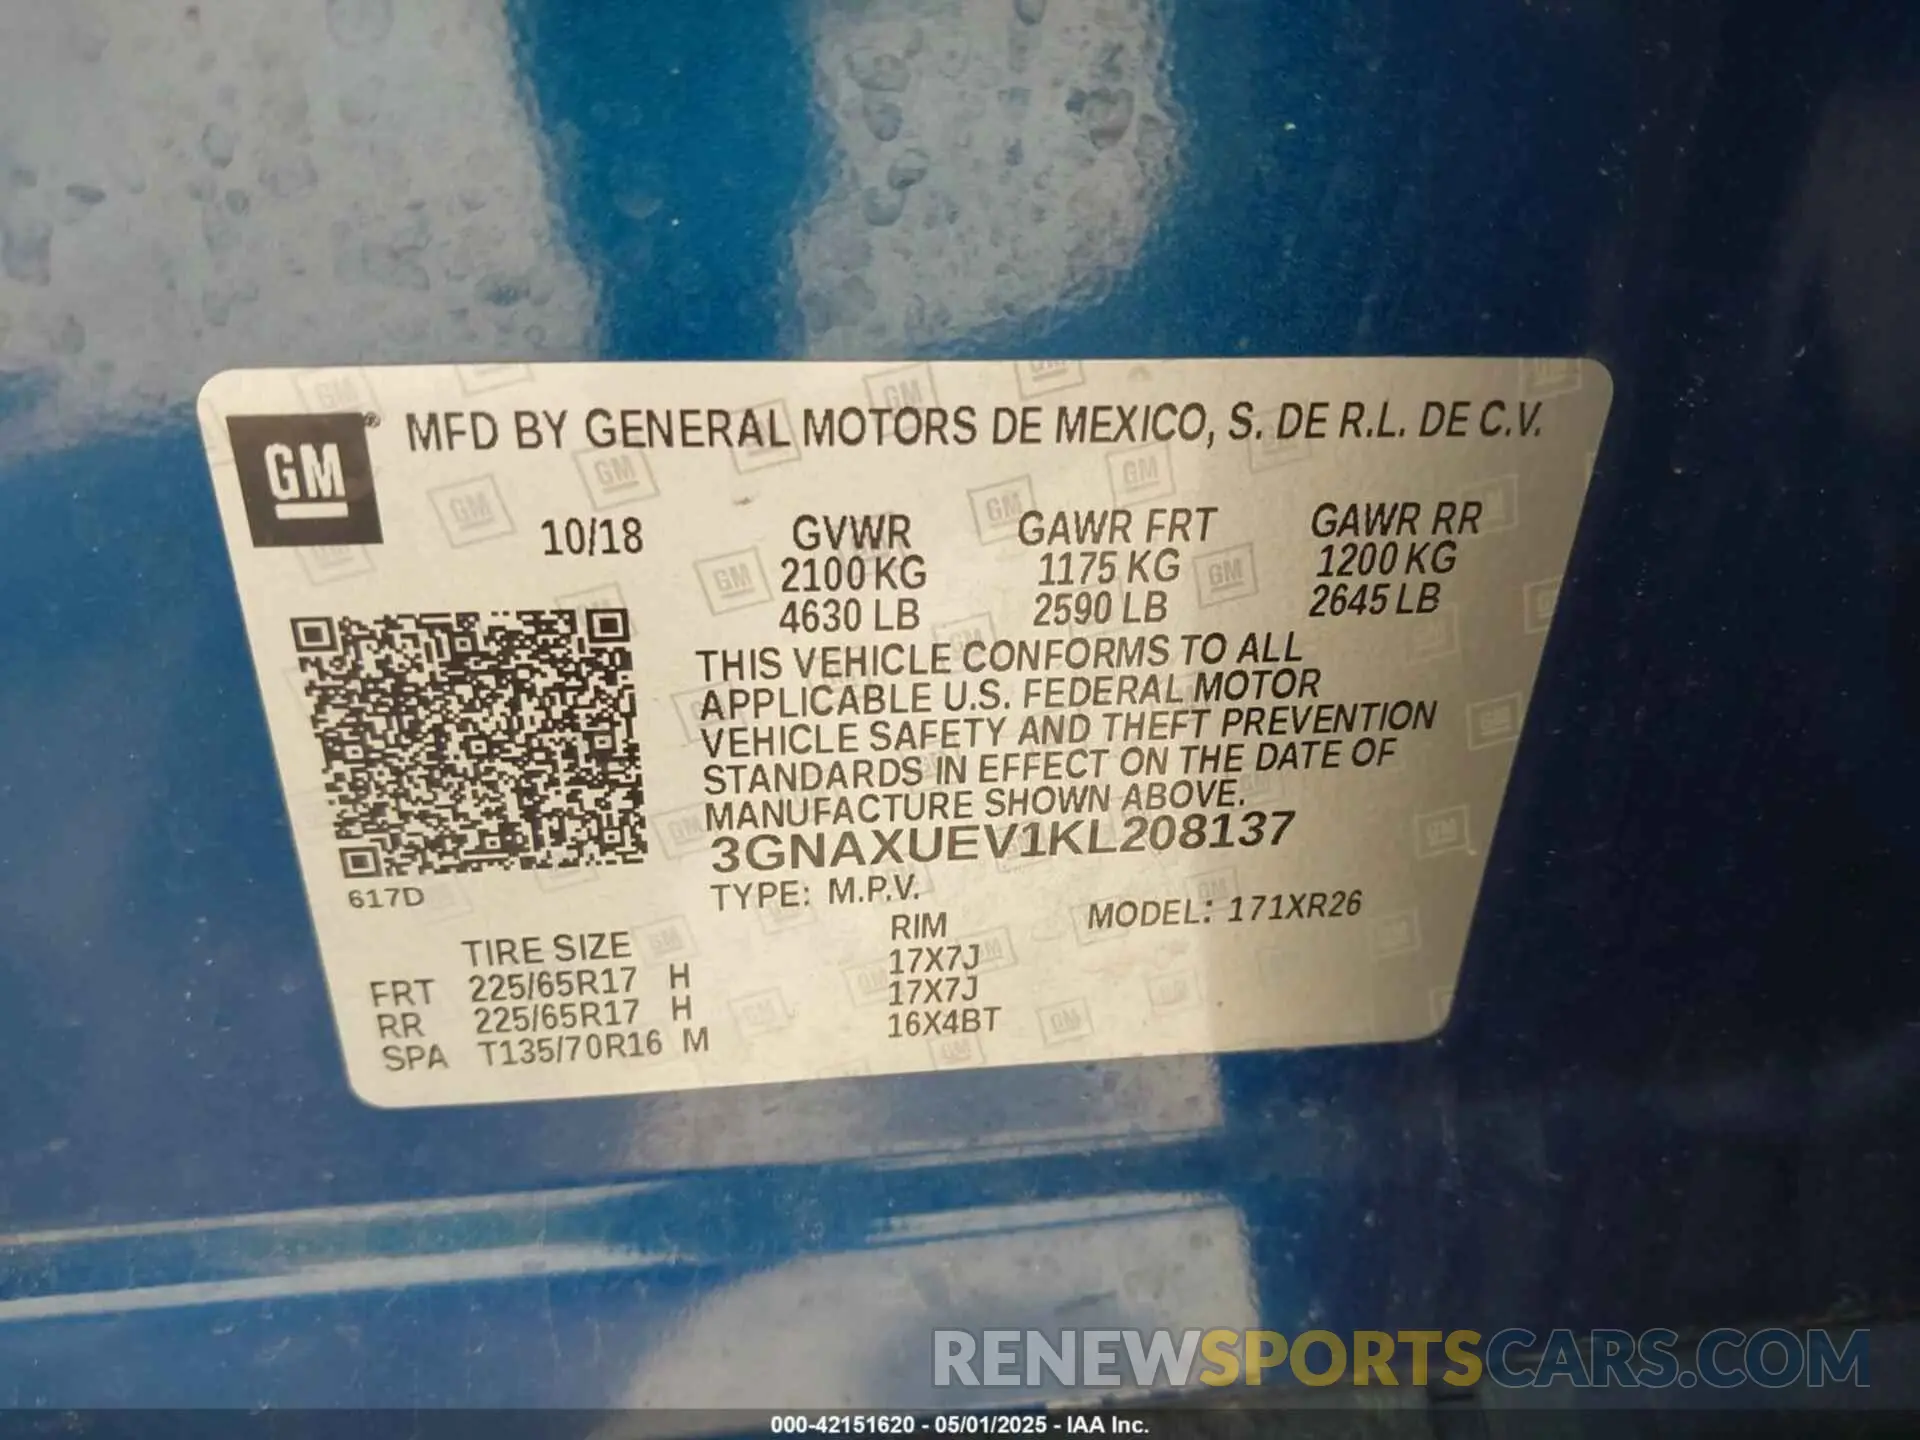 GM® MFD BY GENERAL MOTORS DE MEXICO, S. DE R.L. DE C.V.
10/18 GVWR GAWR FRT GAWR RR
2100 KG 1175 KG 1200 KG
4630 LB 2590 LB 2645 LB
THIS VEHICLE CONFORMS TO ALL
APPLICABLE U.S. FEDERAL MOTOR
VEHICLE SAFETY AND THEFT PREVENTION
STANDARDS IN EFFECT ON THE DATE OF
MANUFACTURE SHOWN ABOVE.
3GNAXUEV1KL208137
617D
TYPE: M.P.V. MODEL: 171XR26
TIRE SIZE RIM
FRT 225/65R17 H 17X7J
RR 225/65R17 H 17X7J
SPA T135/70R16 M 16X4BT
RENEWSPORTSCARS.COM
000-42151620 - 05/01/2025 - IAA Inc.